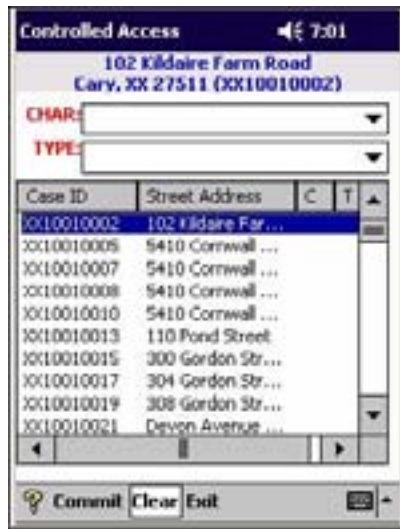 Controlled Access 7:01
102 Kildaire Farm Road
Cary, XX 27511 (XX10010002)
CHAR:
TYPE:
Case ID Street Address C T
XX10010002 102 Kildaire Far...
XX10010005 5410 Cornwall ...
XX10010007 5410 Cornwall ...
XX10010008 5410 Cornwall ...
XX10010010 5410 Cornwall ...
XX10010013 110 Pond Street
XX10010015 300 Gordon Str...
XX10010017 304 Gordon Str...
XX10010019 308 Gordon Str...
XX10010021 Devon Avenue ...
Commit Clear Exit